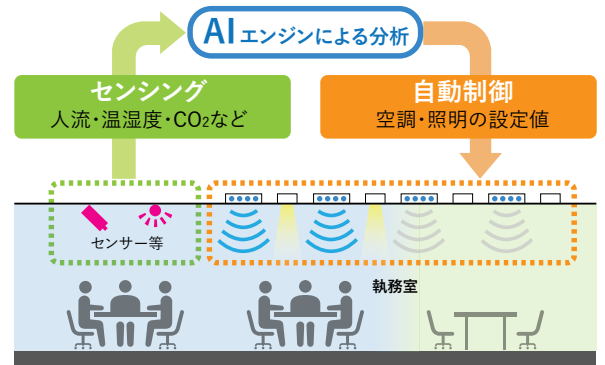 AIエンジンによる分析
センシング
人流・温湿度・CO₂など
自動制御
空調・照明の設定値
センサー等
執務室